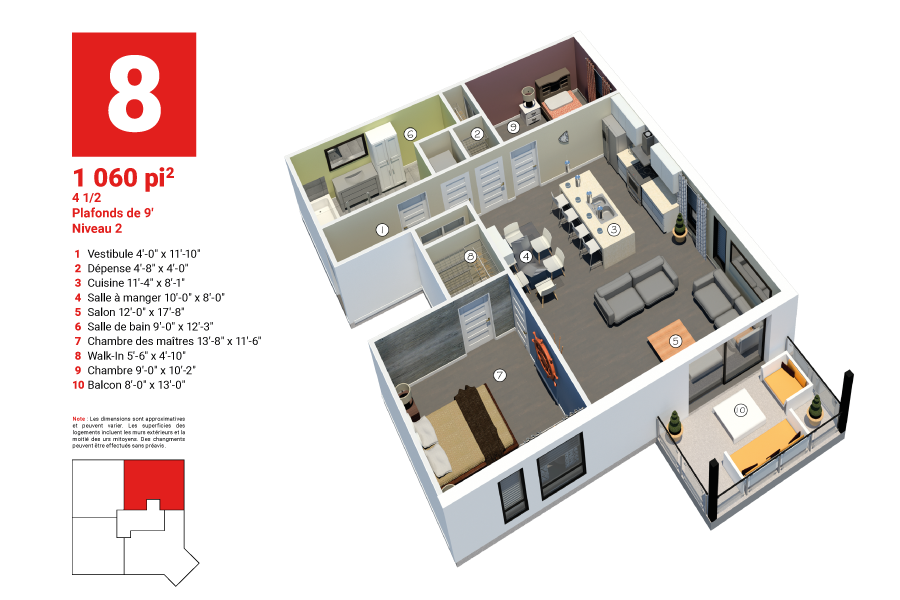 8
1 060 pi²
4 1/2
Plafonds de 9'
Niveau 2
1 Vestibule 4'-0" x 11'-10"
2 Dépense 4'-8" x 4'-0"
3 Cuisine 11'-4" x 8'-1"
4 Salle à manger 10'-0" x 8'-0"
5 Salon 12'-0" x 17'-8"
6 Salle de bain 9'-0" x 12'-3"
7 Chambre des maîtres 13'-8" x 11'-6"
8 Walk-In 5'-6" x 4'-10"
9 Chambre 9'-0" x 10'-2"
10 Balcon 8'-0" x 13'-0"
Note : Les dimensions sont approximatives
et peuvent varier. Les superficies des
logements incluent les murs extérieurs et la
moitié des urs mitoyens. Des changments
peuvent être effectués sans préavis.
6
2
9
1
8
4
3
5
7
10